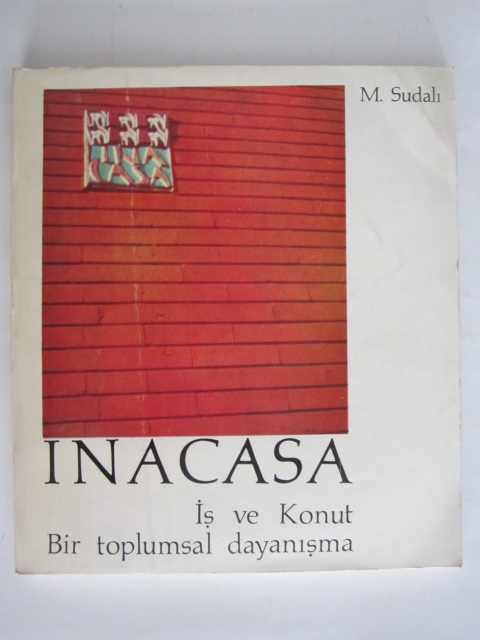 M. Sudalı
INACASA
İş ve Konut
Bir toplumsal dayanışma